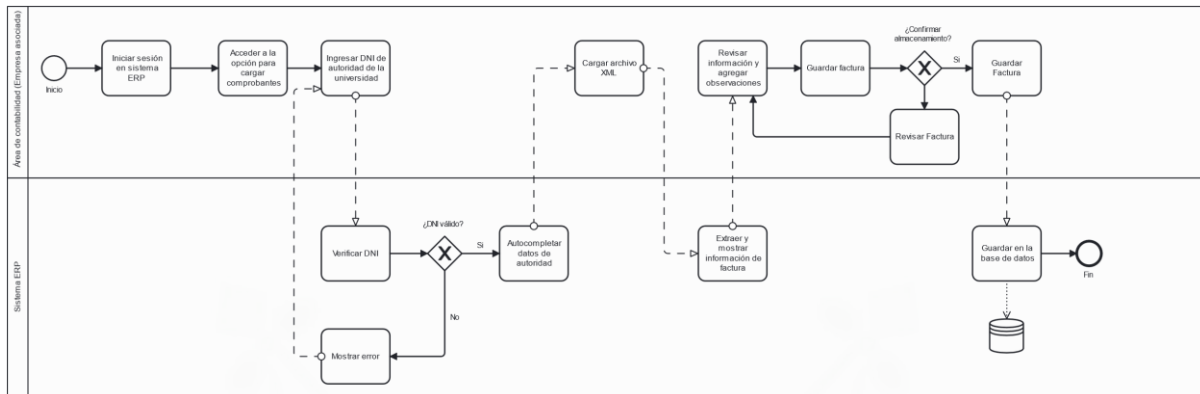 Área de contabilidad (Empresa asociada)
Inicio
Iniciar sesión
en sistema
ERP
Acceder a la
opción para
cargar
comprobantes
Ingresar DNI de
autoridad de la
universidad
Cargar archivo
XML
Revisar
información y
agregar
observaciones
Guardar factura
¿Confirmar
almacenamiento?
Si
Guardar
Factura
Revisar Factura
Sistema ERP
Verificar DNI
¿DNI válido?
Si
No
Autocompletar
datos de
autoridad
Mostrar error
Extraer y
mostrar
información de
factura
Guardar en la
base de datos
Fin